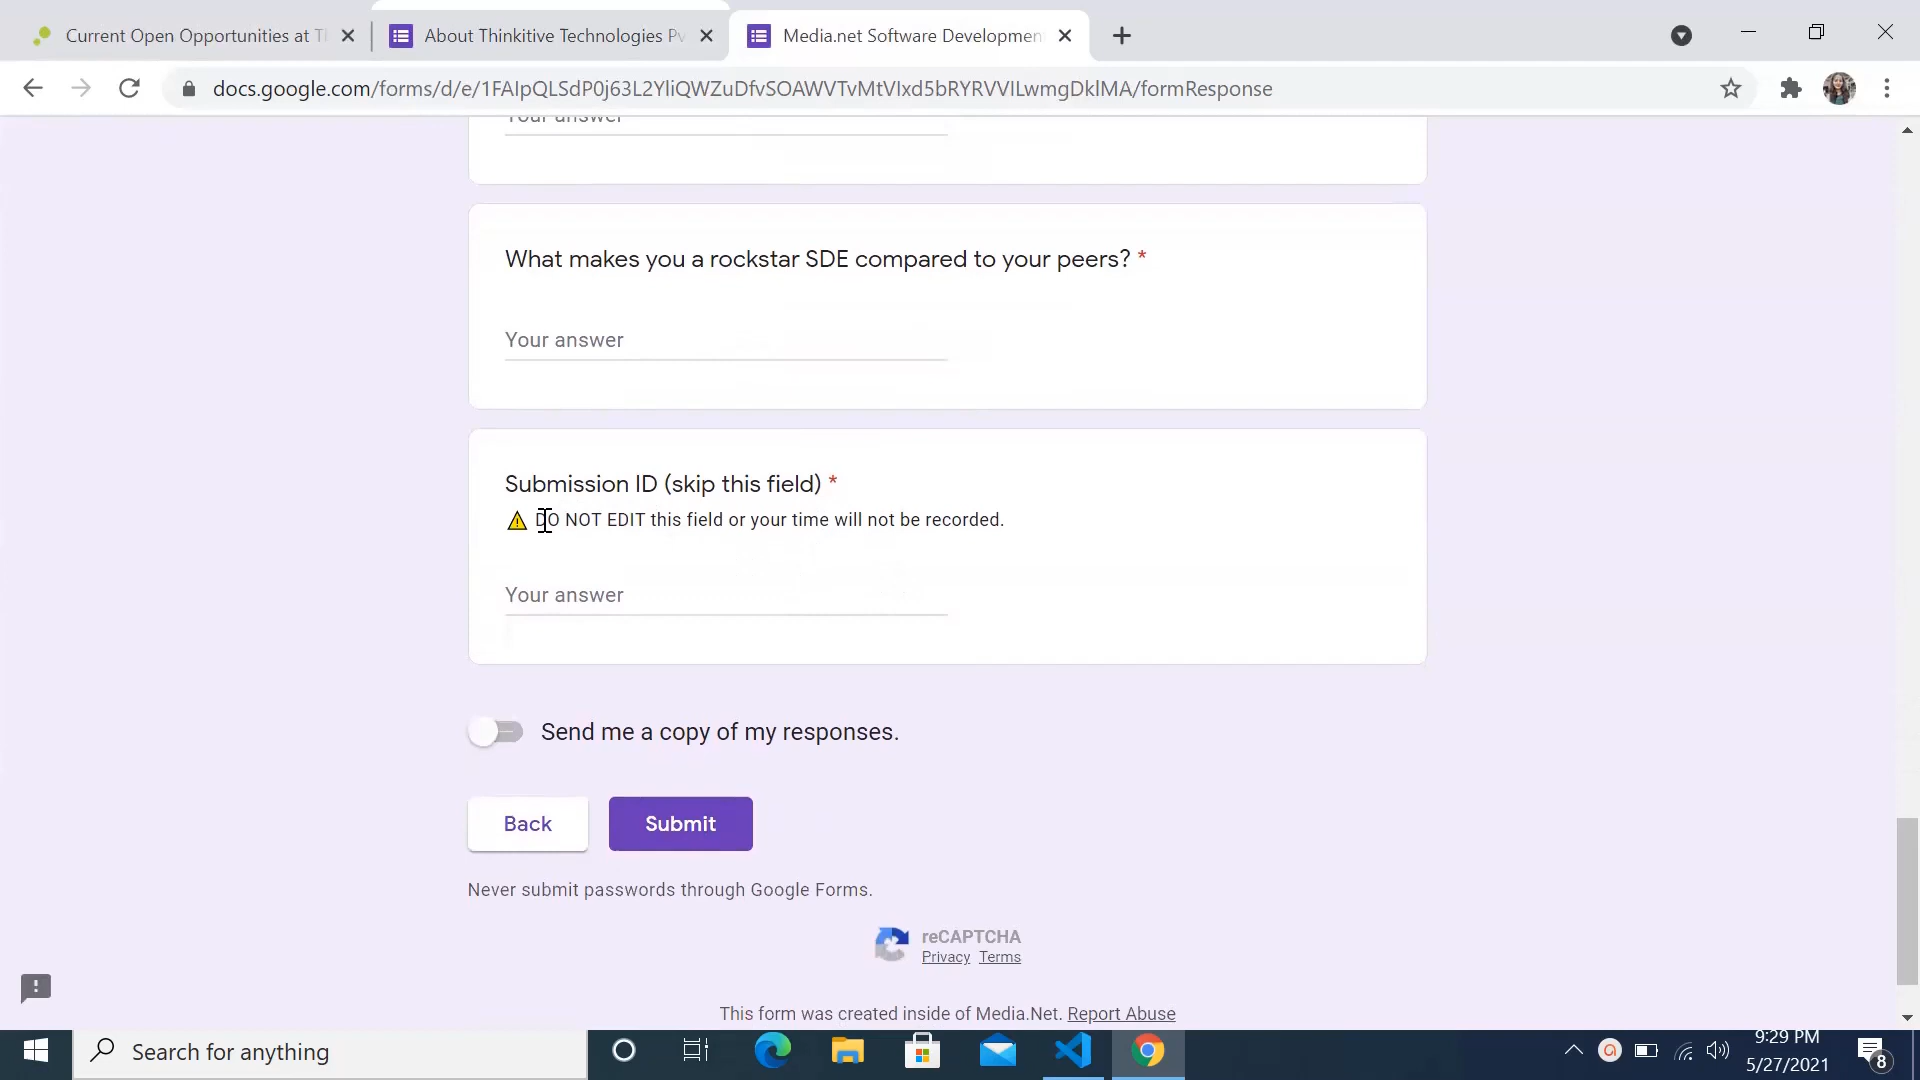 Current Open Opportunities at Th
About Thinkitive Technologies Pv
Media.net Software Developmen
docs.google.com/forms/d/e/1FAIpQLSdP0j63L2YliQWZuDfvSOAWVTvMtVIxd5bRYRVVILwmgDklMA/formResponse
Your answer
What makes you a rockstar SDE compared to your peers? *
Your answer
Submission ID (skip this field) *
DO NOT EDIT this field or your time will not be recorded.
Your answer
Send me a copy of my responses.
Back
Submit
Never submit passwords through Google Forms.
reCAPTCHA
Privacy Terms
This form was created inside of Media.Net. Report Abuse
Search for anything
9:29 PM
5/27/2021
8